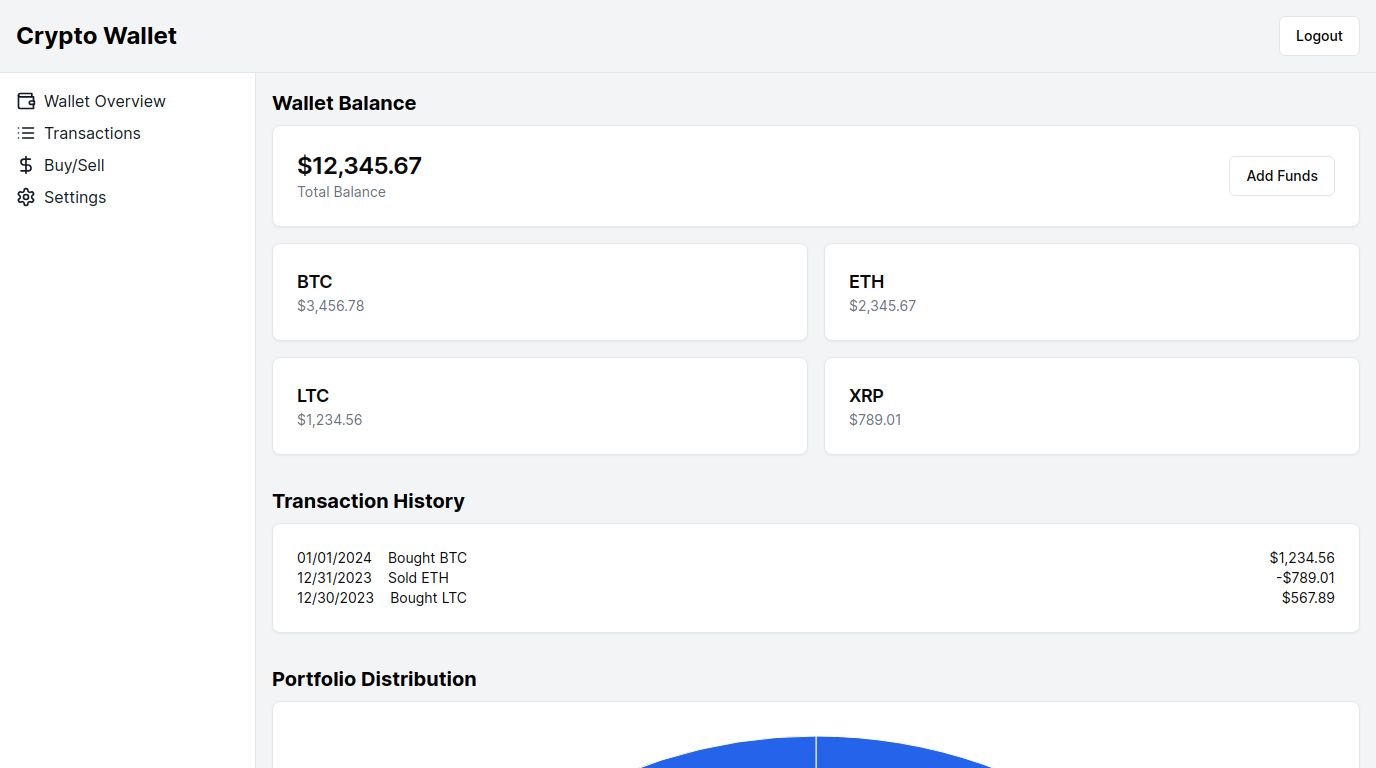 Crypto Wallet
Logout
Wallet Overview
Transactions
Buy/Sell
Settings
Wallet Balance
$12,345.67
Total Balance
Add Funds
BTC
$3,456.78
ETH
$2,345.67
LTC
$1,234.56
XRP
$789.01
Transaction History
01/01/2024 Bought BTC $1,234.56
12/31/2023 Sold ETH -$789.01
12/30/2023 Bought LTC $567.89
Portfolio Distribution